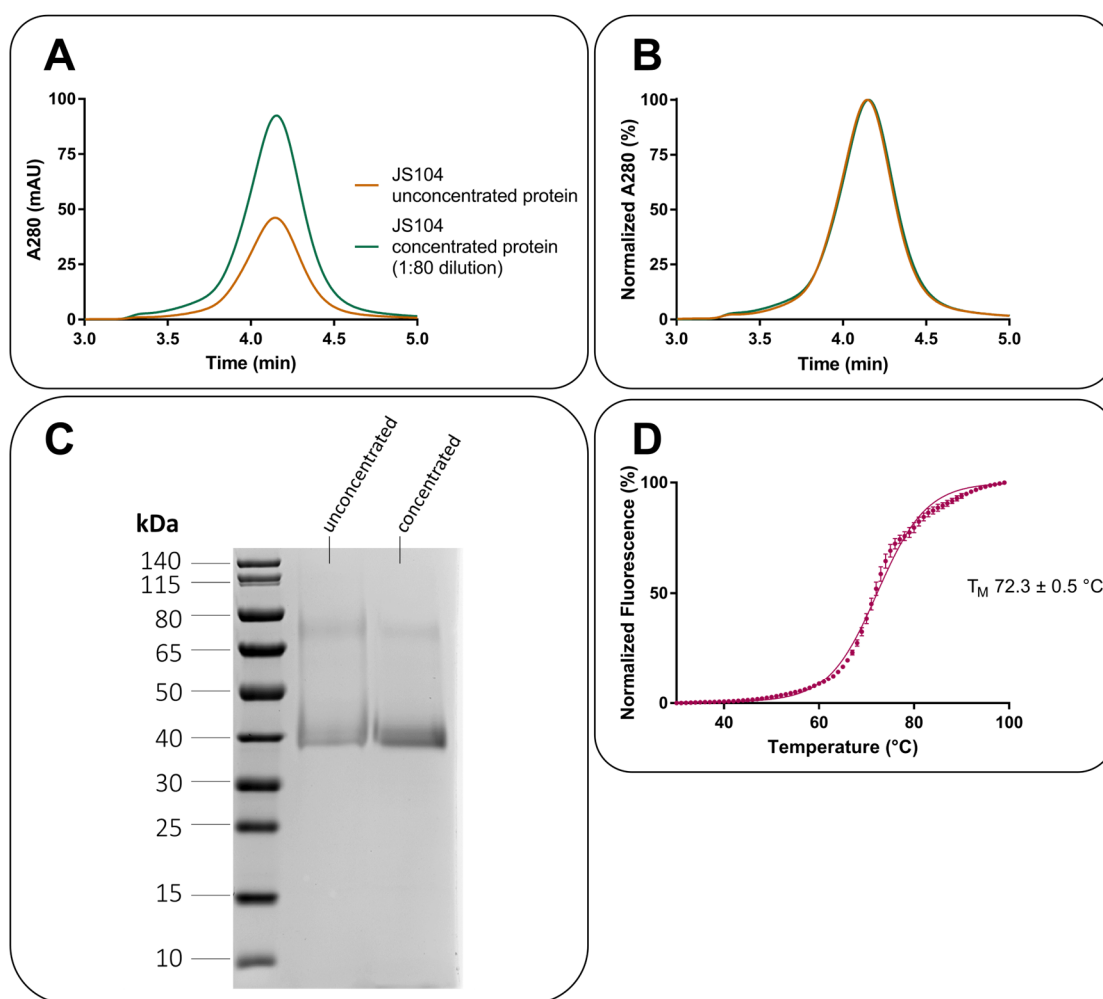 A
A280 (mAU)
100
75
50
25
0
3.0 3.5 4.0 4.5 5.0
Time (min)
JS104
unconcentrated protein
JS104
concentrated protein
(1:80 dilution)
B
Normalized A280 (%)
100
75
50
25
0
3.0 3.5 4.0 4.5 5.0
Time (min)
C
unconcentrated
concentrated
kDa
140
115
80
65
50
40
30
25
15
10
D
Normalized Fluorescence (%)
100
50
0
40 60 80 100
Temperature (°C)
TM 72.3 ± 0.5 °C